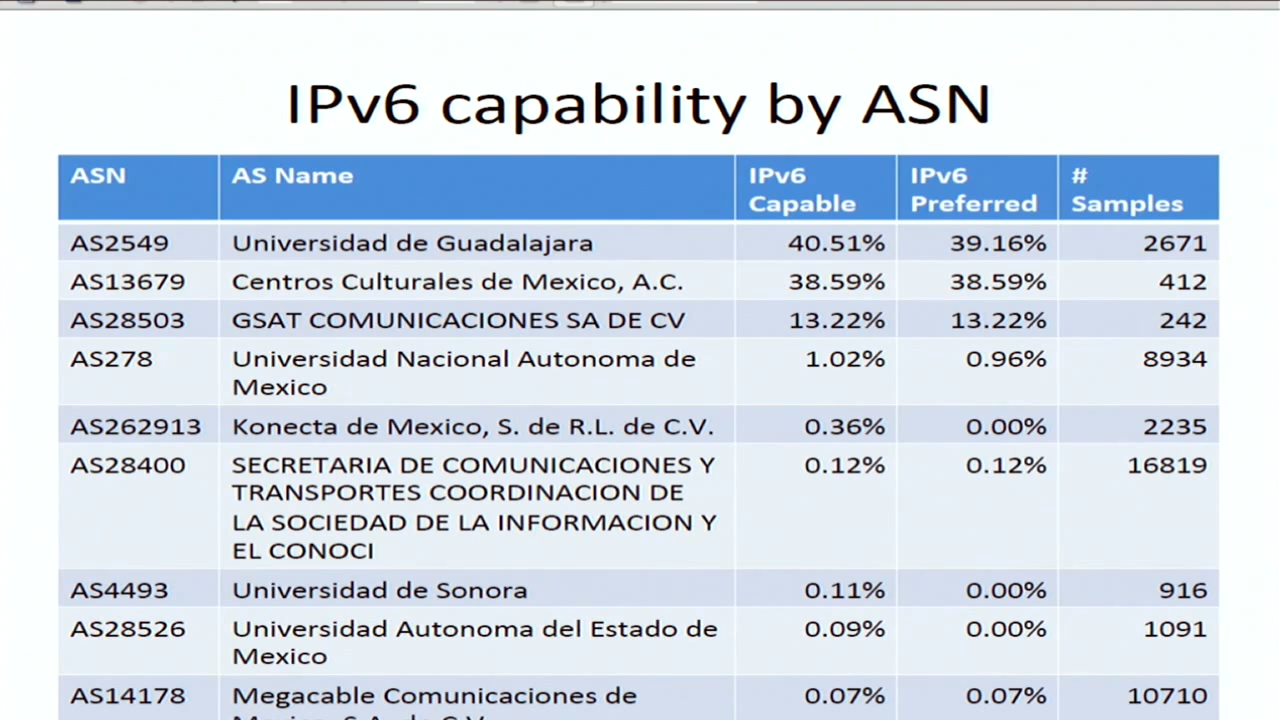 IPv6 capability by ASN
ASN AS Name IPv6 Capable IPv6 Preferred # Samples
AS2549 Universidad de Guadalajara 40.51% 39.16% 2671
AS13679 Centros Culturales de Mexico, A.C. 38.59% 38.59% 412
AS28503 GSAT COMUNICACIONES SA DE CV 13.22% 13.22% 242
AS278 Universidad Nacional Autonoma de 1.02% 0.96% 8934
Mexico
AS262913 Konecta de Mexico, S. de R.L. de C.V. 0.36% 0.00% 2235
AS28400 SECRETARIA DE COMUNICACIONES Y 0.12% 0.12% 16819
TRANSPORTES COORDINACION DE
LA SOCIEDAD DE LA INFORMACION Y
EL CONOCI
AS4493 Universidad de Sonora 0.11% 0.00% 916
AS28526 Universidad Autonoma del Estado de 0.09% 0.00% 1091
Mexico
AS14178 Megacable Comunicaciones de 0.07% 0.07% 10710